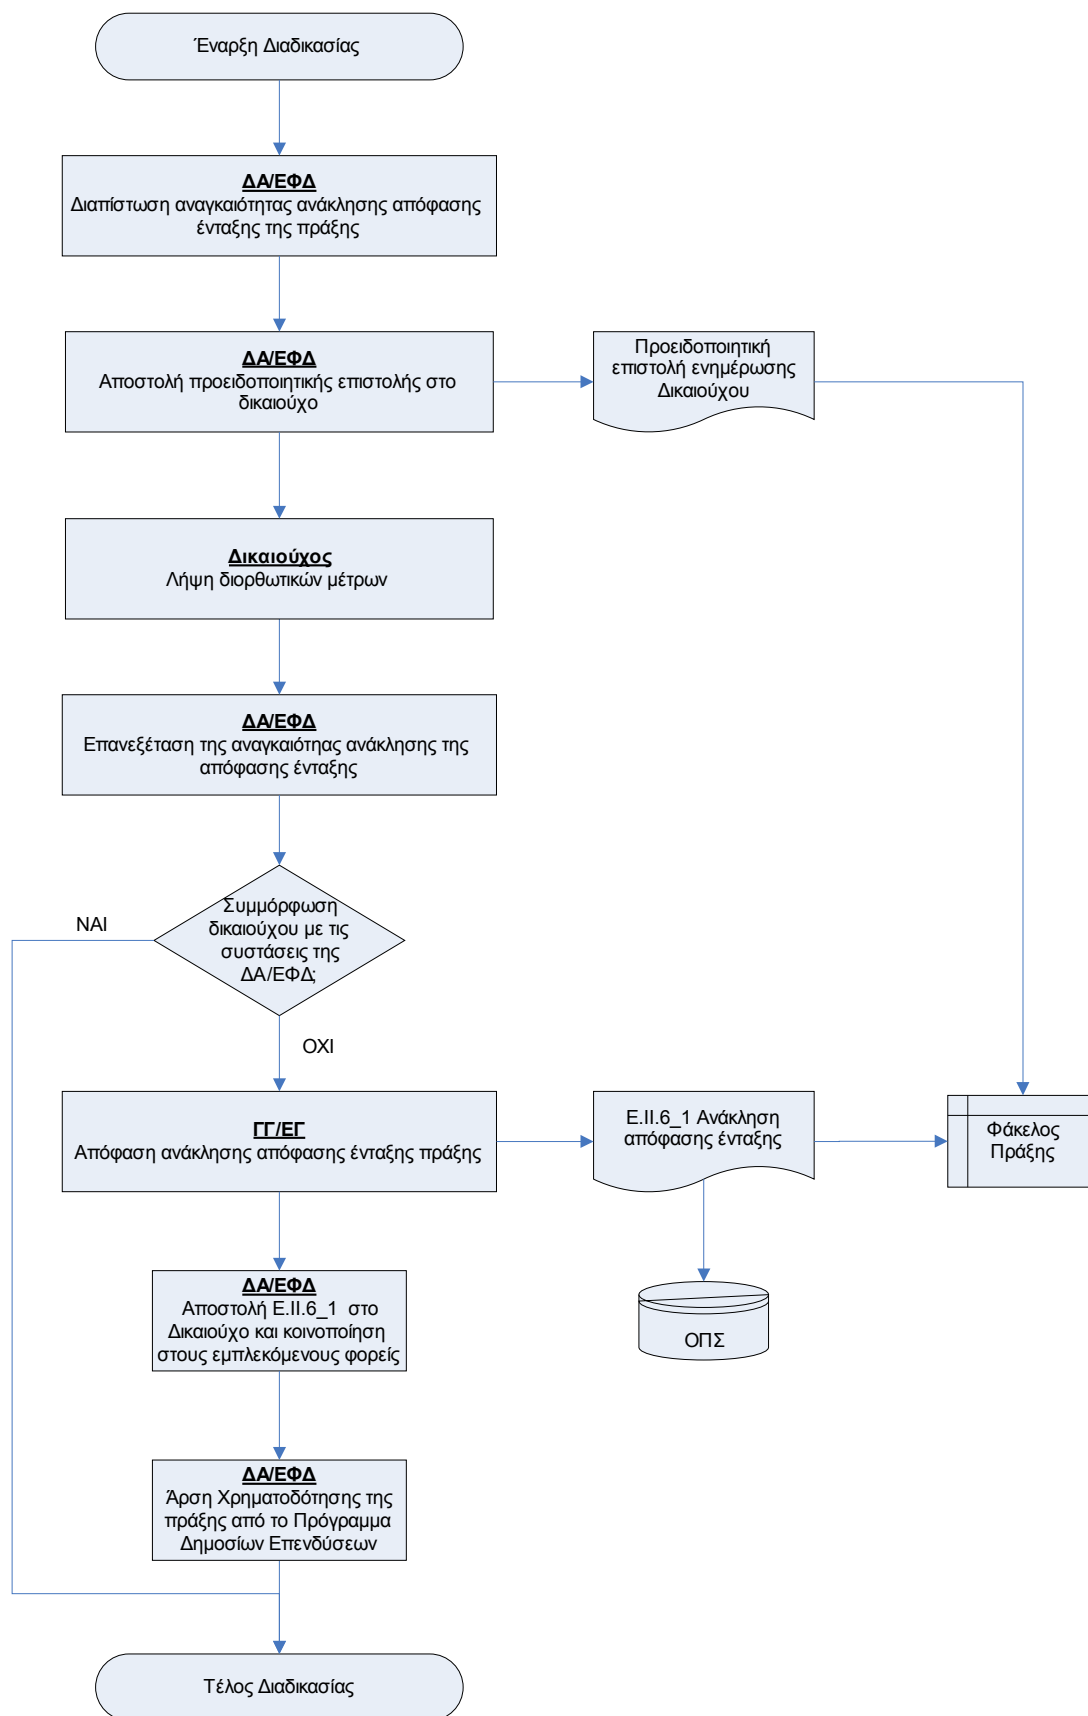 Έναρξη Διαδικασίας
ΔΑ/ΕΦΔ
Διαπίστωση αναγκαιότητας ανάκλησης απόφασης
ένταξης της πράξης
ΔΑ/ΕΦΔ
Αποστολή προειδοποιητικής επιστολής στο
δικαιούχο
Προειδοποιητική
επιστολή ενημέρωσης
Δικαιούχου
Δικαιούχος
Λήψη διορθωτικών μέτρων
ΔΑ/ΕΦΔ
Επανεξέταση της αναγκαιότηας ανάκλησης της
απόφασης ένταξης
Συμμόρφωση
δικαιούχου με τις
συστάσεις της
ΔΑ/ΕΦΔ;
ΝΑΙ
ΟΧΙ
ΓΓ/ΕΓ
Απόφαση ανάκλησης απόφασης ένταξης πράξης
Ε.ΙΙ.6_1 Ανάκληση
απόφασης ένταξης
Φάκελος
Πράξης
ΔΑ/ΕΦΔ
Αποστολή Ε.ΙΙ.6_1 στο
Δικαιούχο και κοινοποίηση
στους εμπλεκόμενους φορείς
ΟΠΣ
ΔΑ/ΕΦΔ
Άρση Χρηματοδότησης της
πράξης από το Πρόγραμμα
Δημοσίων Επενδύσεων
Τέλος Διαδικασίας